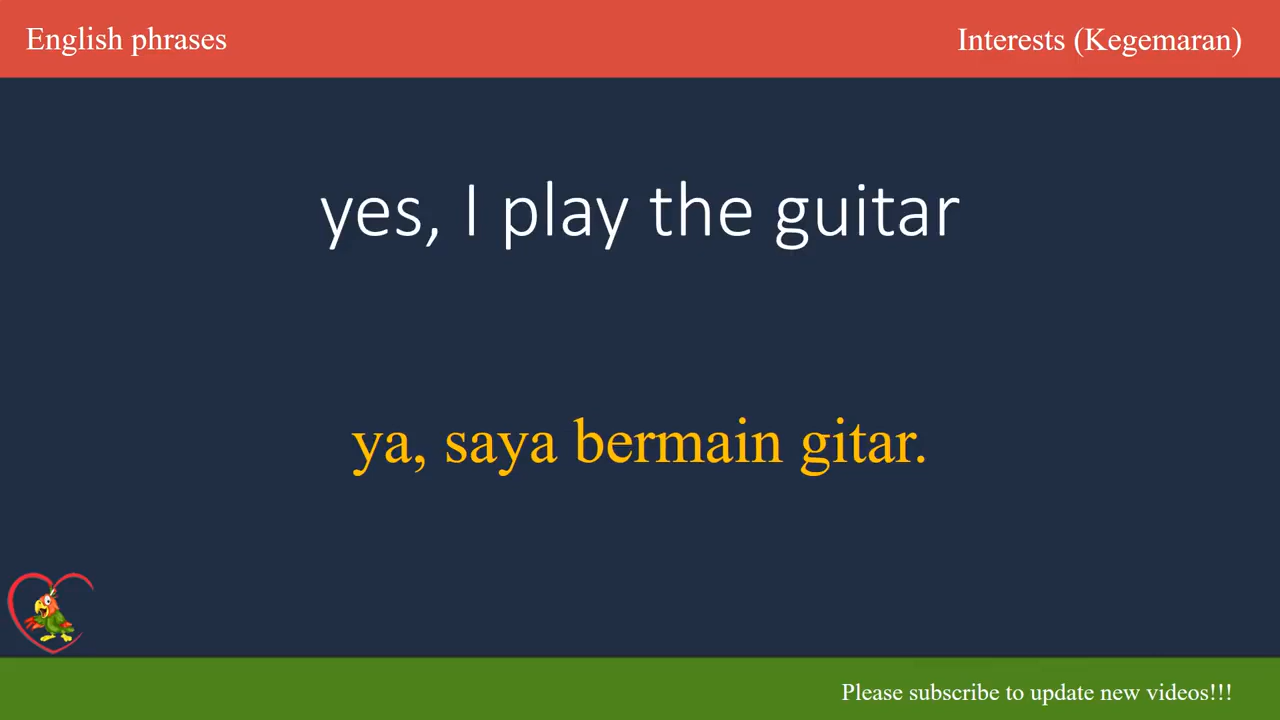 English phrases
Interests (Kegemaran)
yes, I play the guitar
ya, saya bermain gitar.
Please subscribe to update new videos!!!